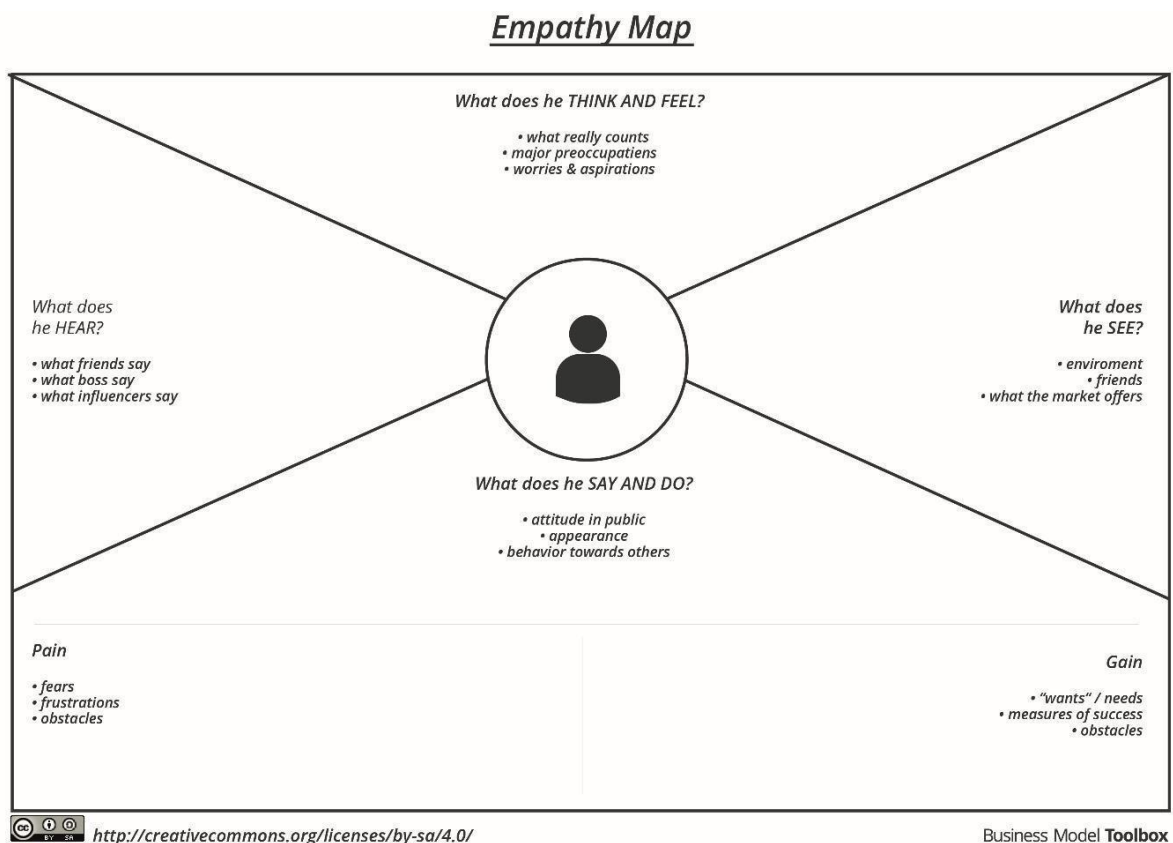 Empathy Map
What does he THINK AND FEEL?
• what really counts
• major preoccupatiens
• worries & aspirations
What does
he HEAR?
• what friends say
• what boss say
• what influencers say
What does
he SEE?
• enviroment
• friends
• what the market offers
What does he SAY AND DO?
• attitude in public
• appearance
• behavior towards others
Pain
• fears
• frustrations
• obstacles
Gain
• “wants“ / needs
• measures of success
• obstacles
cc BY SA http://creativecommons.org/licenses/by-sa/4.0/
Business Model Toolbox